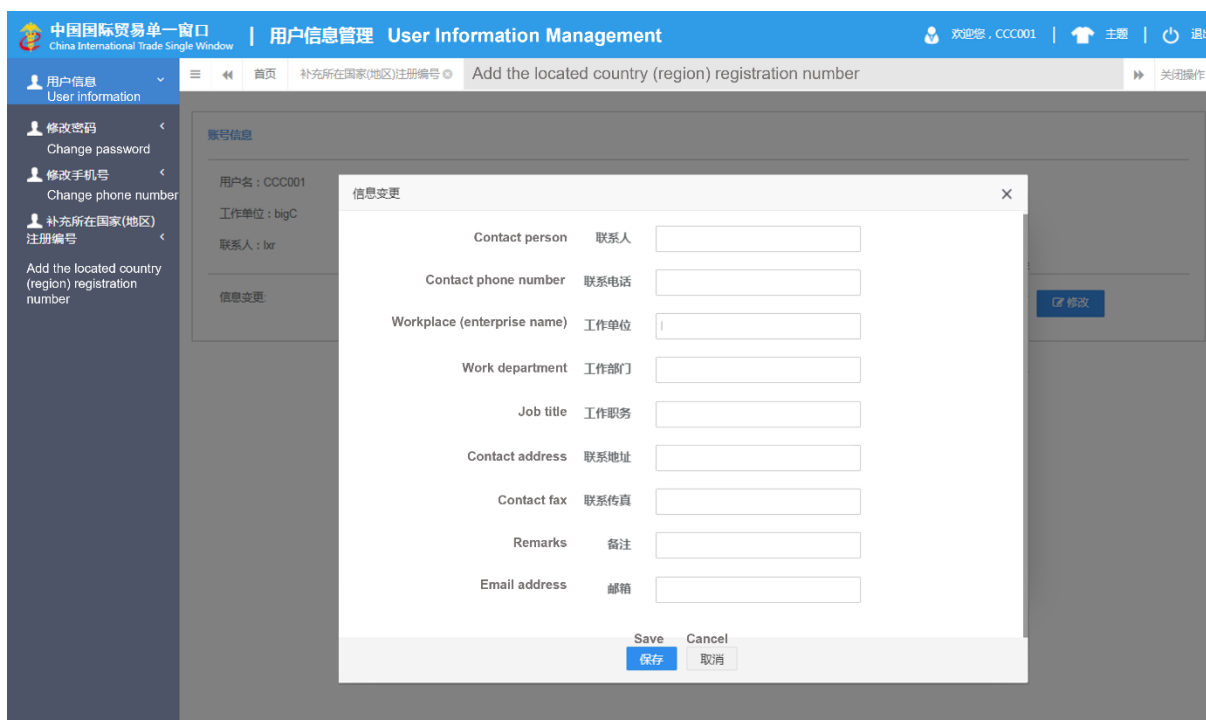 中国国际贸易单一窗口
China International Trade Single Window
用户信息管理 User Information Management
欢迎您，CCC001
主题
用户信息
User information
首页
补充所在国家(地区)注册编号
Add the located country (region) registration number
关闭操作
修改密码
Change password
修改手机号
Change phone number
补充所在国家(地区)
注册编号
Add the located country
(region) registration
number
账号信息
用户名：CCC001
工作单位：bigC
联系人：lxr
信息变更:
修改
信息变更
Contact person 联系人
Contact phone number 联系电话
Workplace (enterprise name) 工作单位
Work department 工作部门
Job title 工作职务
Contact address 联系地址
Contact fax 联系传真
Remarks 备注
Email address 邮箱
Save Cancel
保存 取消